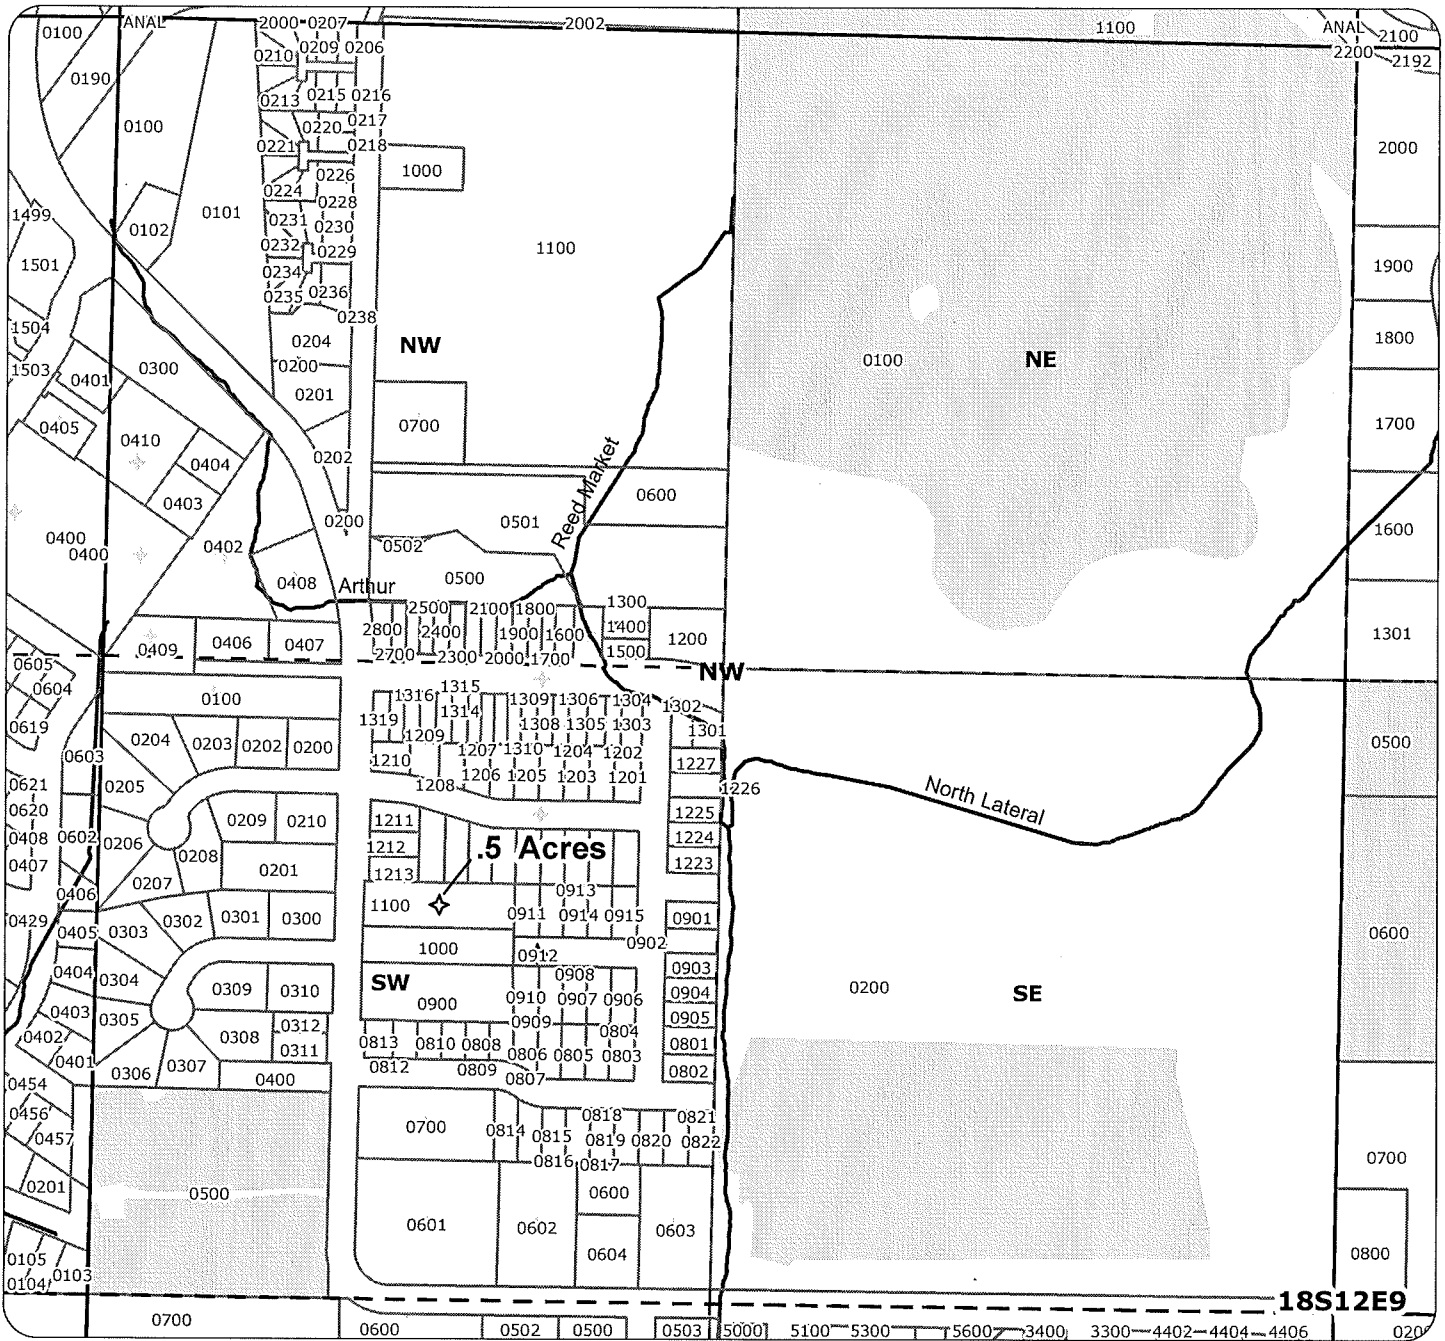 ANAL 2000 0207 2002 1100 ANAL 2100
0100 0210 0209 0206 2200 2192
0190 0213 0215 0216
0100 0220 0217
0221 0218 2000
0226 1000
0224
0228
1499 0102 0101 0231 0230
0232 0229 1100
1501 0234 1900
0235 0236
0238
1504 0204 NW 1800
1503 0300 0200 0100 NE
0401 0201
0405 0410 0700 1700
0404 0202
0403 Reed Market 0600
0400 0200 0501
0400 0402 0502 1600
0408 Arthur 0500
2500 2100 1800 1300
2800 2400 1900 1600 1400 1200 1301
0409 0406 0407 2700 2300 2000 1700 1500
0605 NW
0604 0100 1316 1315 1309 1306 1304 1302
0619 1319 1314 1308 1305 1303 1301
0204 0203 0202 0200 1209 1207 1310 1204 1202
0603 1210 1227 0500
0621 0205 1208 1206 1205 1203 1201 1226 North Lateral
0620 0209 0210 1211 1225
0408 0602 0206 1212 .5 Acres 1224
0407 0208 0201 1213 1223
0207
0406 0913
0429 0302 0301 0300 1100 0911 0914 0915 0901
0405 0303 0902 0600
1000 0912
0404 0304 SW 0908 0903
0309 0310 0910 0907 0906 0904 0200 SE
0403 0305 0900
0402 0312 0909 0804 0905
0308 0311 0813 0810 0808 0801
0401 0306 0307 0400 0812 0809 0806 0805 0803 0802
0454 0807
0456 0818 0821
0457 0700 0814 0815 0819 0820 0822
0816 0817 0700
0201 0500 0600
0601 0602 0603
0604 0800
0105
0104 0103
18S12E9
0700 0600 0502 0500 0503 5000 5100 5300 5600 3400 3300 4402 4404 4406